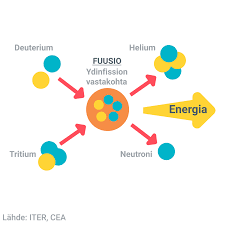 Deuterium
Helium
FUUSIO
Ydinfission
vastakohta
Energia
Tritium
Neutroni
Lähde: ITER, CEA